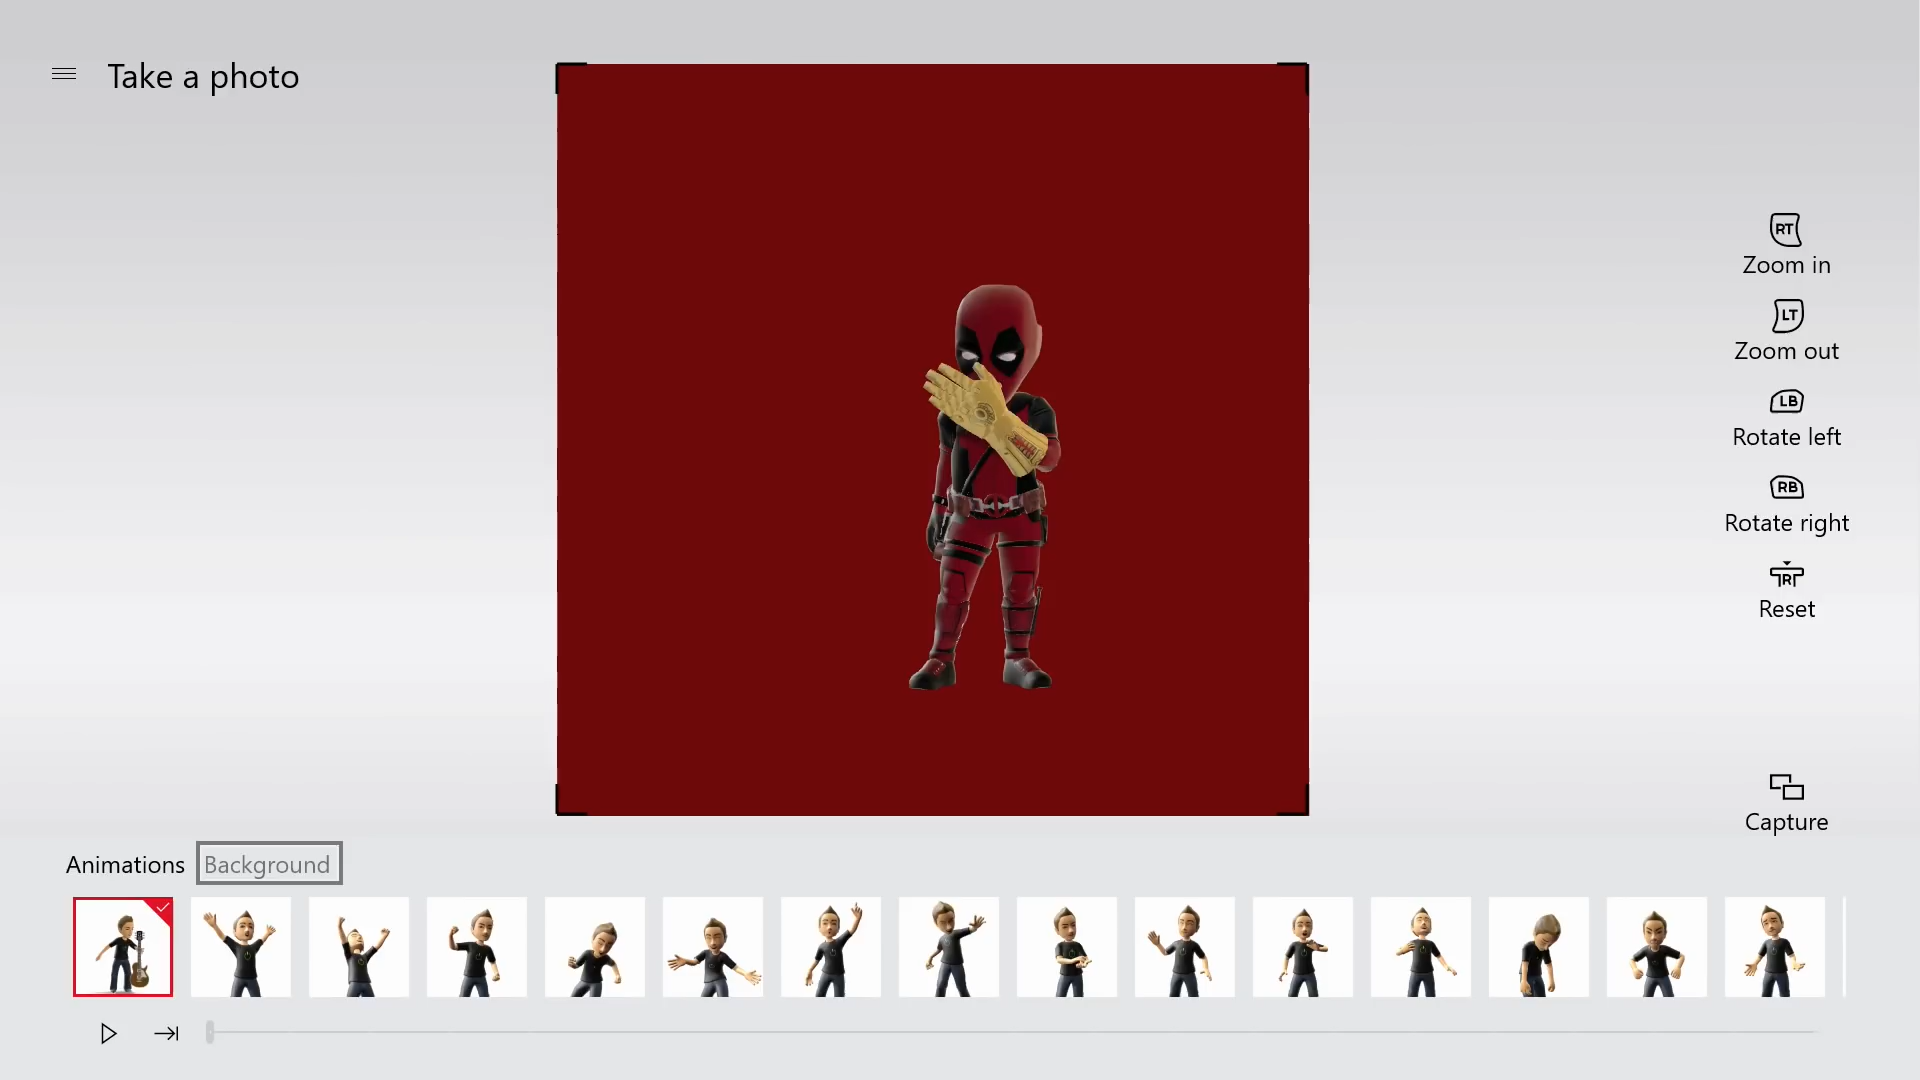 Take a photo
RT
Zoom in
LT
Zoom out
LB
Rotate left
RB
Rotate right
R
Reset
Capture
Animations Background